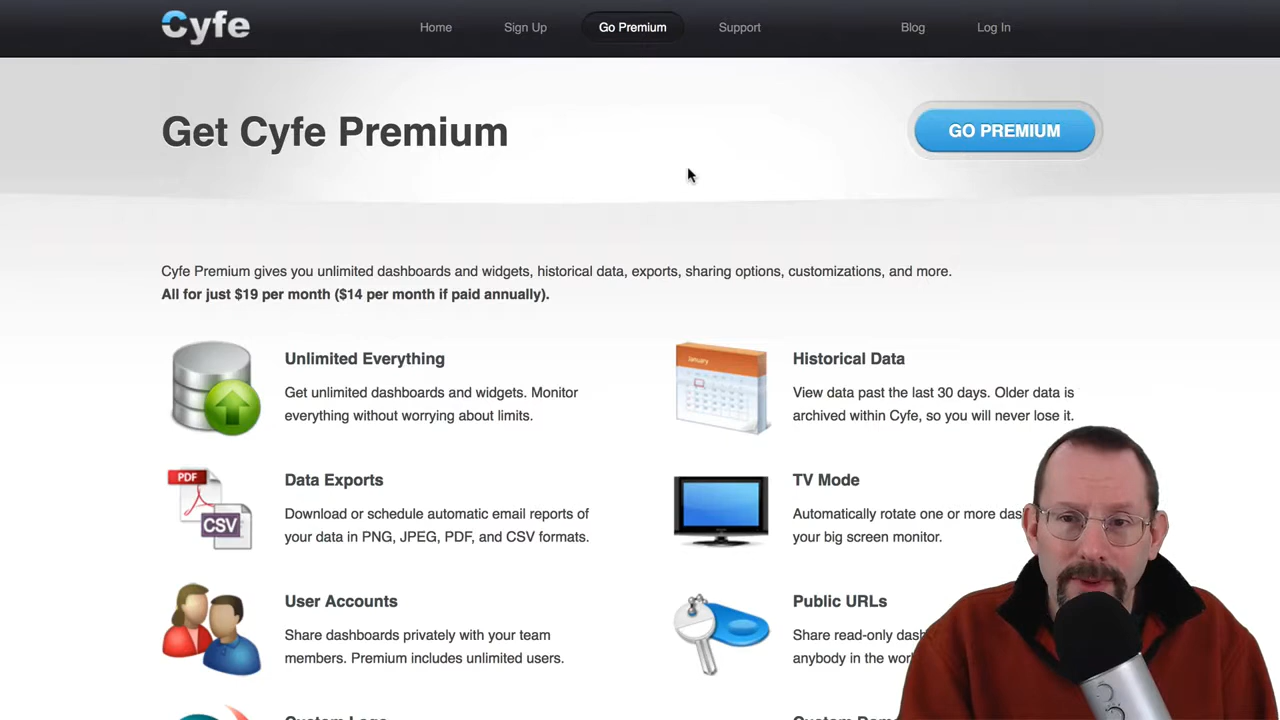 Cyfe
Home
Sign Up
Go Premium
Support
Blog
Log In
Get Cyfe Premium
GO PREMIUM
Cyfe Premium gives you unlimited dashboards and widgets, historical data, exports, sharing options, customizations, and more.
All for just $19 per month ($14 per month if paid annually).
Unlimited Everything
Get unlimited dashboards and widgets. Monitor
everything without worrying about limits.
January
Historical Data
View data past the last 30 days. Older data is
archived within Cyfe, so you will never lose it.
PDF
CSV
Data Exports
Download or schedule automatic email reports of
your data in PNG, JPEG, PDF, and CSV formats.
TV Mode
Automatically rotate one or more
your big screen monitor.
User Accounts
Share dashboards privately with your team
members. Premium includes unlimited users.
Public URLs
Share read-only
anybody in the
Custom Logo
Custom